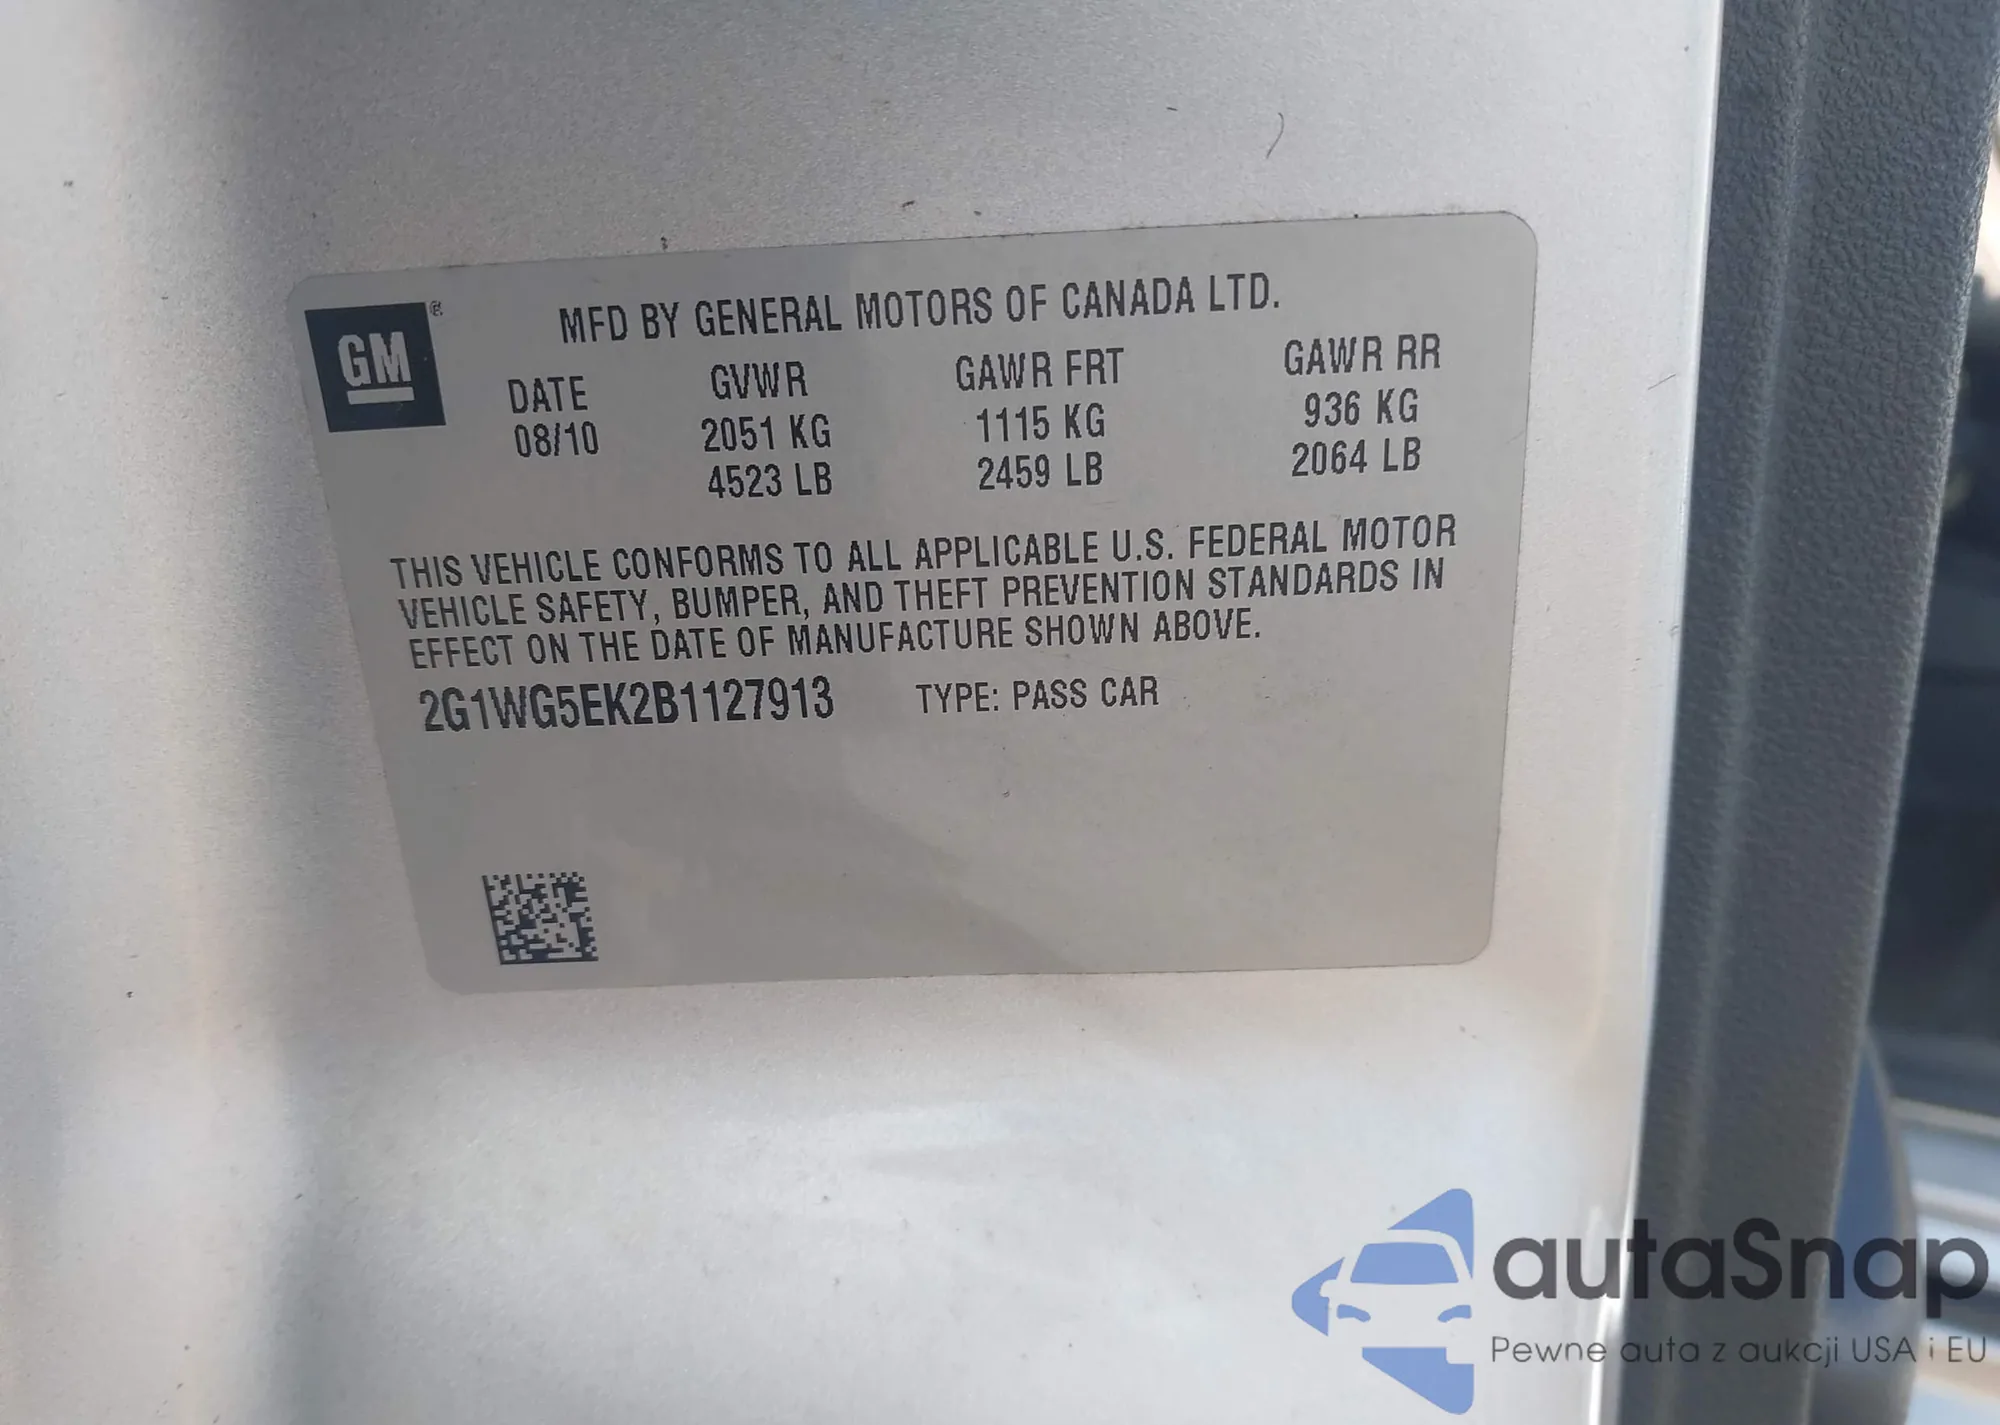 GM®
MFD BY GENERAL MOTORS OF CANADA LTD.
DATE GVWR GAWR FRT GAWR RR
08/10 2051 KG 1115 KG 936 KG
4523 LB 2459 LB 2064 LB
THIS VEHICLE CONFORMS TO ALL APPLICABLE U.S. FEDERAL MOTOR
VEHICLE SAFETY, BUMPER, AND THEFT PREVENTION STANDARDS IN
EFFECT ON THE DATE OF MANUFACTURE SHOWN ABOVE.
2G1WG5EK2B1127913 TYPE: PASS CAR
autaSnap
Pewne auta z aukcji USA i EU